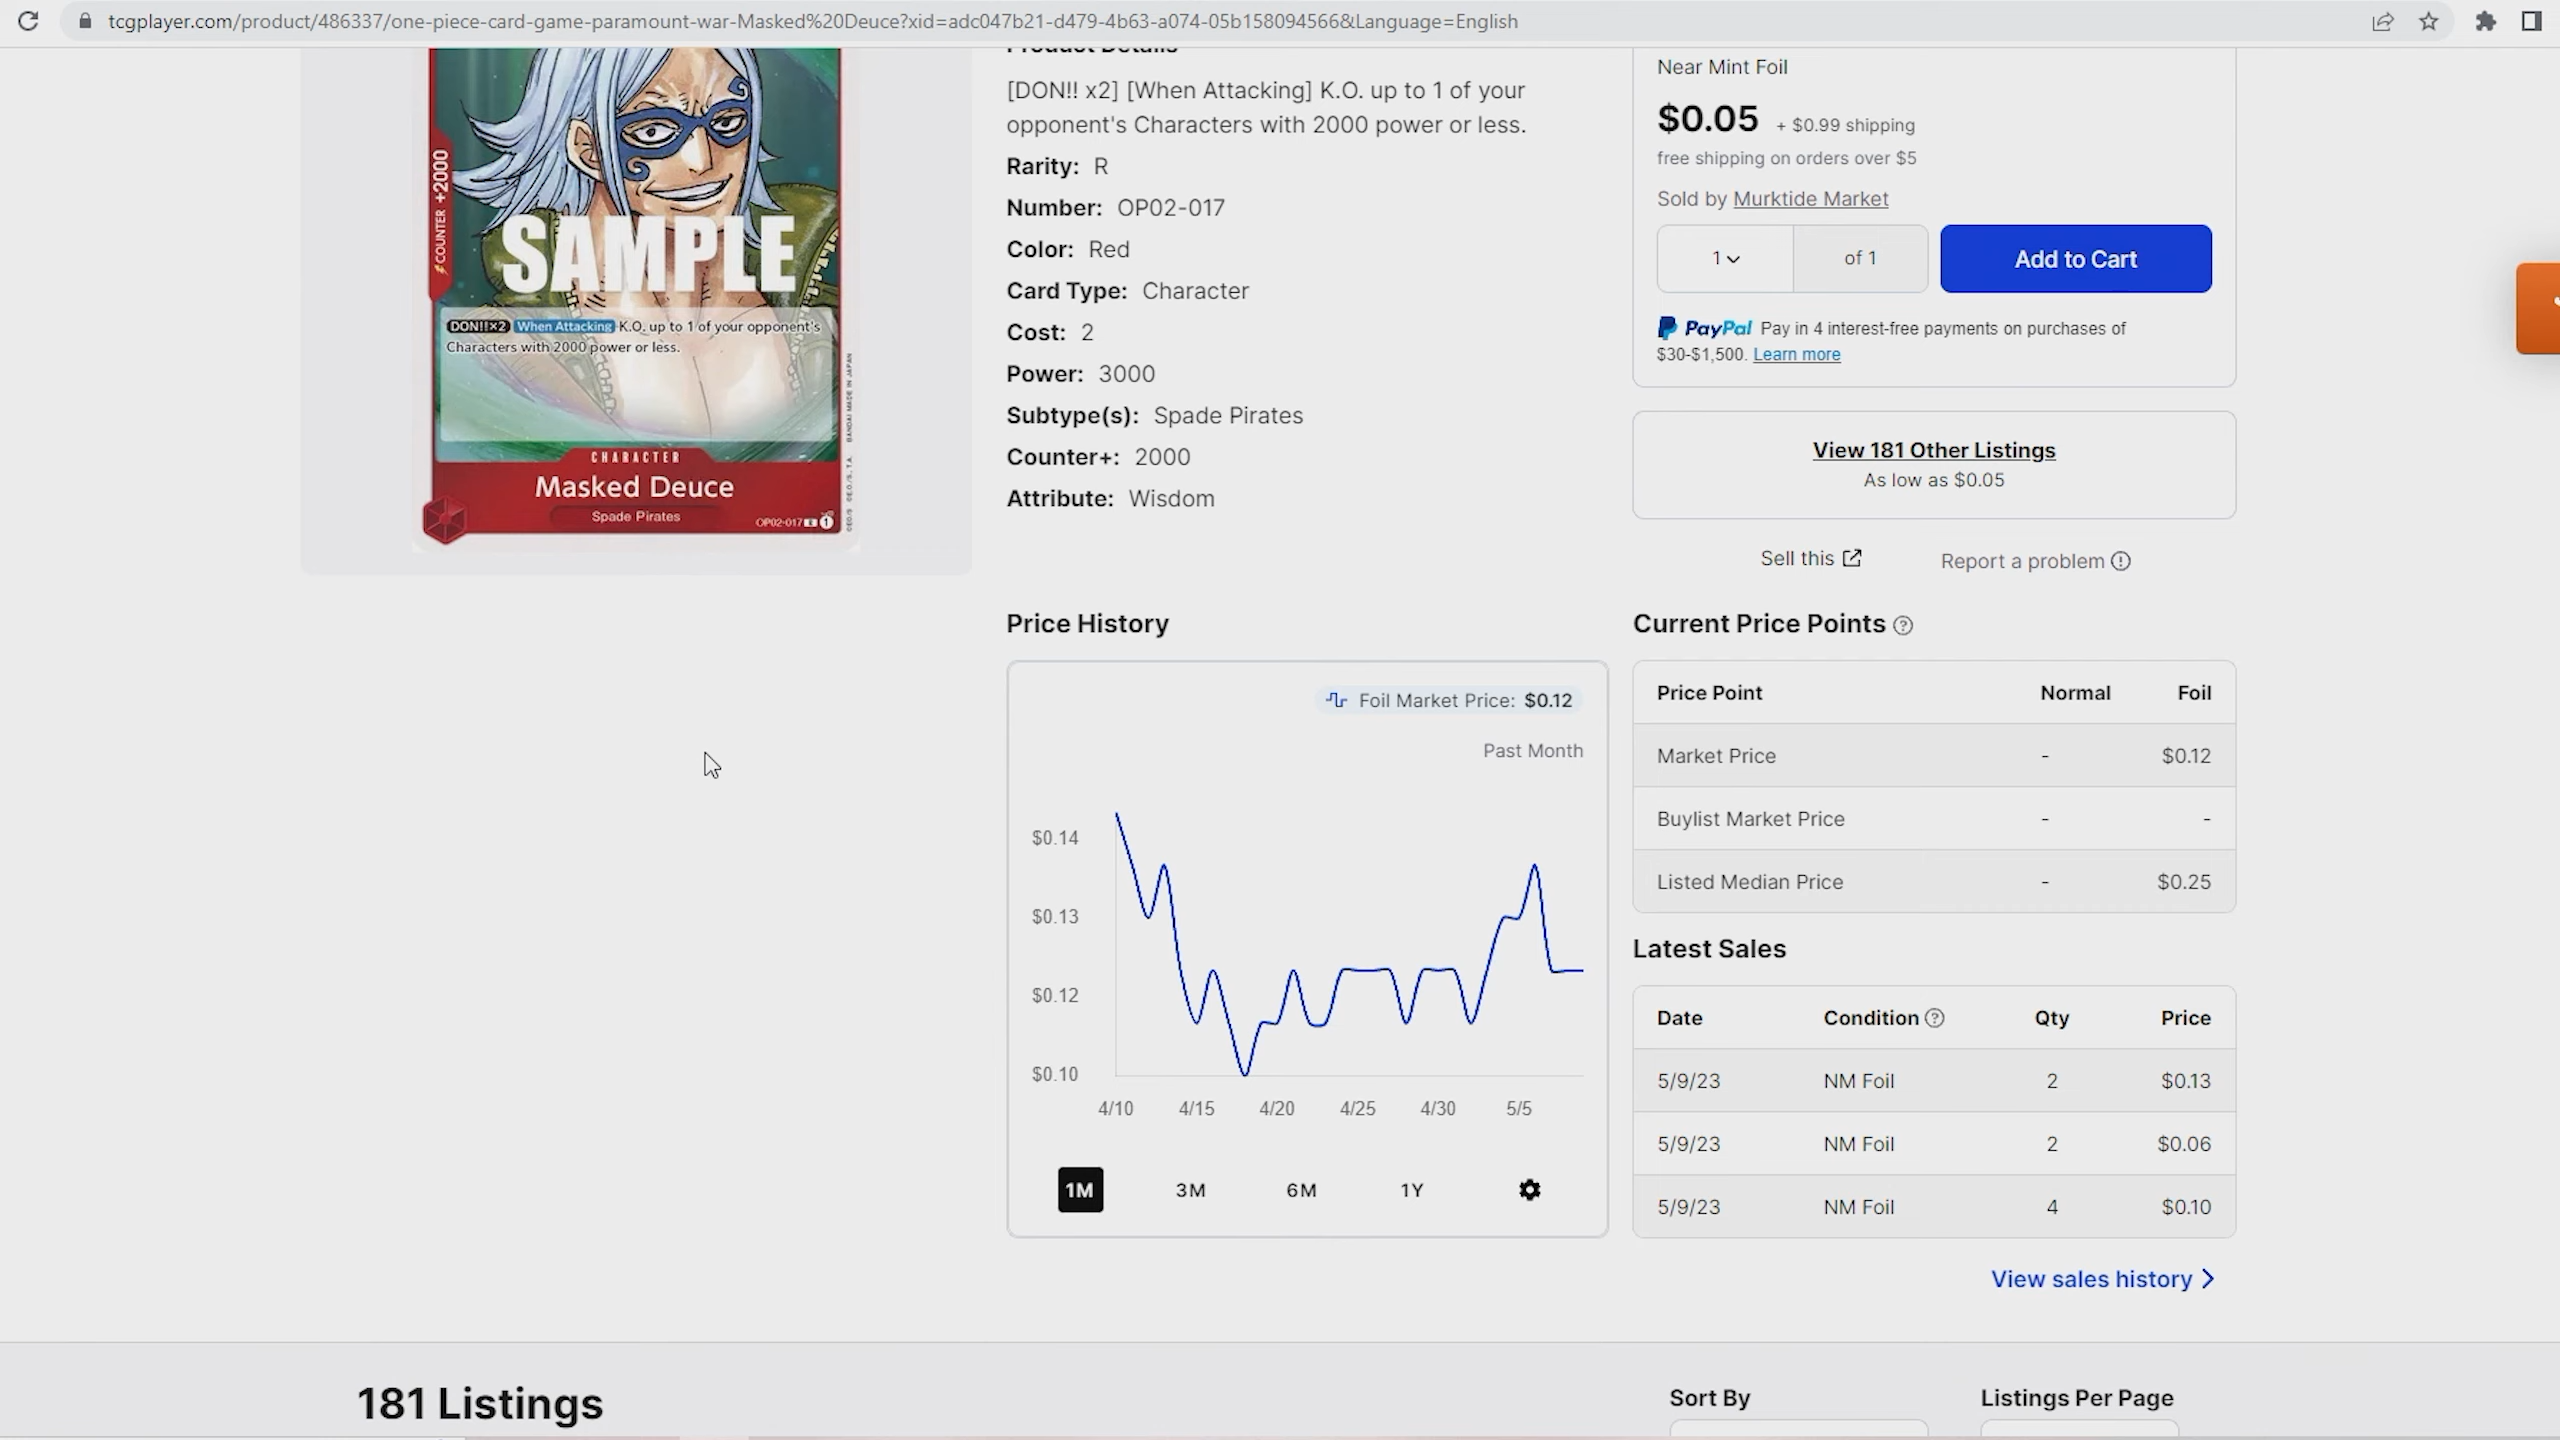 tcgplayer.com/product/486337/one-piece-card-game-paramount-war-Masked%20Deuce?xid=adc047b21-d479-4b63-a074-05b158094566&Language=English
COUNTER +2000
SAMPLE
DON!!×2 When Attacking K.O. up to 1 of your opponent's
Characters with 2000 power or less.
CHARACTER
Masked Deuce
Spade Pirates
OP02-017 R 1
Product Details
[DON!! x2] [When Attacking] K.O. up to 1 of your
opponent's Characters with 2000 power or less.
Rarity: R
Number: OP02-017
Color: Red
Card Type: Character
Cost: 2
Power: 3000
Subtype(s): Spade Pirates
Counter+: 2000
Attribute: Wisdom
Near Mint Foil
$0.05 + $0.99 shipping
free shipping on orders over $5
Sold by Murktide Market
1 of 1
Add to Cart
PayPal Pay in 4 interest-free payments on purchases of
$30-$1,500. Learn more
View 181 Other Listings
As low as $0.05
Sell this
Report a problem
Price History
Foil Market Price: $0.12
Past Month
$0.14
$0.13
$0.12
$0.10
4/10 4/15 4/20 4/25 4/30 5/5
1M 3M 6M 1Y
Current Price Points
Price Point Normal Foil
Market Price - $0.12
Buylist Market Price - -
Listed Median Price - $0.25
Latest Sales
Date Condition Qty Price
5/9/23 NM Foil 2 $0.13
5/9/23 NM Foil 2 $0.06
5/9/23 NM Foil 4 $0.10
View sales history
181 Listings
Sort By
Listings Per Page